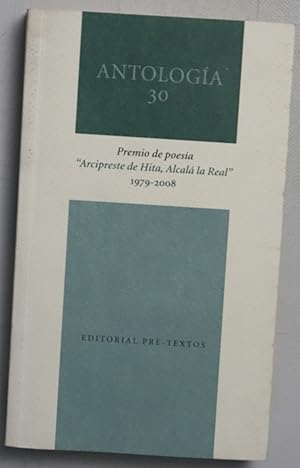 ANTOLOGÍA
30
Premio de poesía
“Arcipreste de Hita, Alcalá la Real”
1979-2008
EDITORIAL PRE-TEXTOS